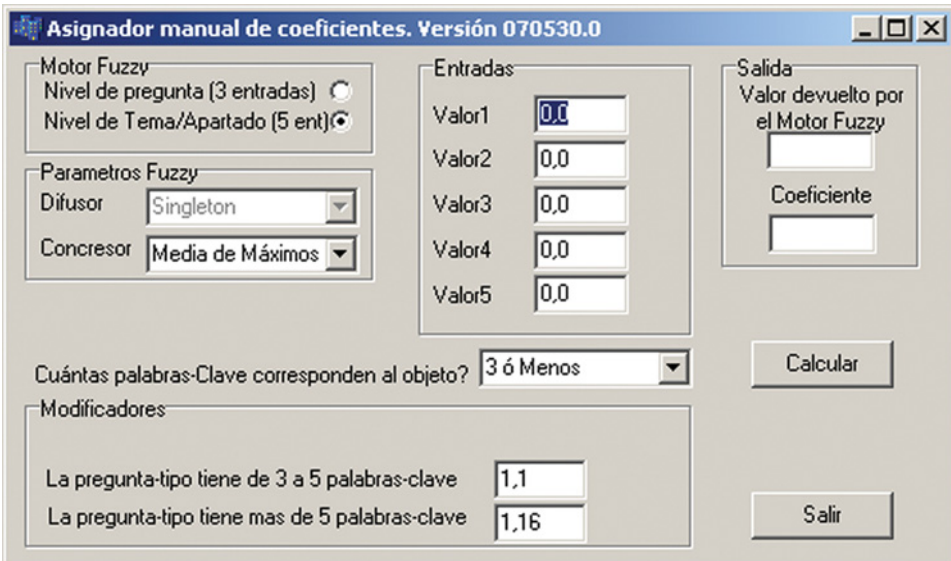 Asignador manual de coeficientes. Versión 070530.0
Motor Fuzzy
Nivel de pregunta (3 entradas)
Nivel de Tema/Apartado (5 ent)
Parametros Fuzzy
Difusor Singleton
Concresor Media de Máximos
Entradas
Valor1 0,0
Valor2 0,0
Valor3 0,0
Valor4 0,0
Valor5 0,0
Salida
Valor devuelto por
el Motor Fuzzy
Coeficiente
Cuántas palabras-Clave corresponden al objeto? 3 ó Menos
Calcular
Modificadores
La pregunta-tipo tiene de 3 a 5 palabras-clave 1,1
La pregunta-tipo tiene mas de 5 palabras-clave 1,16
Salir